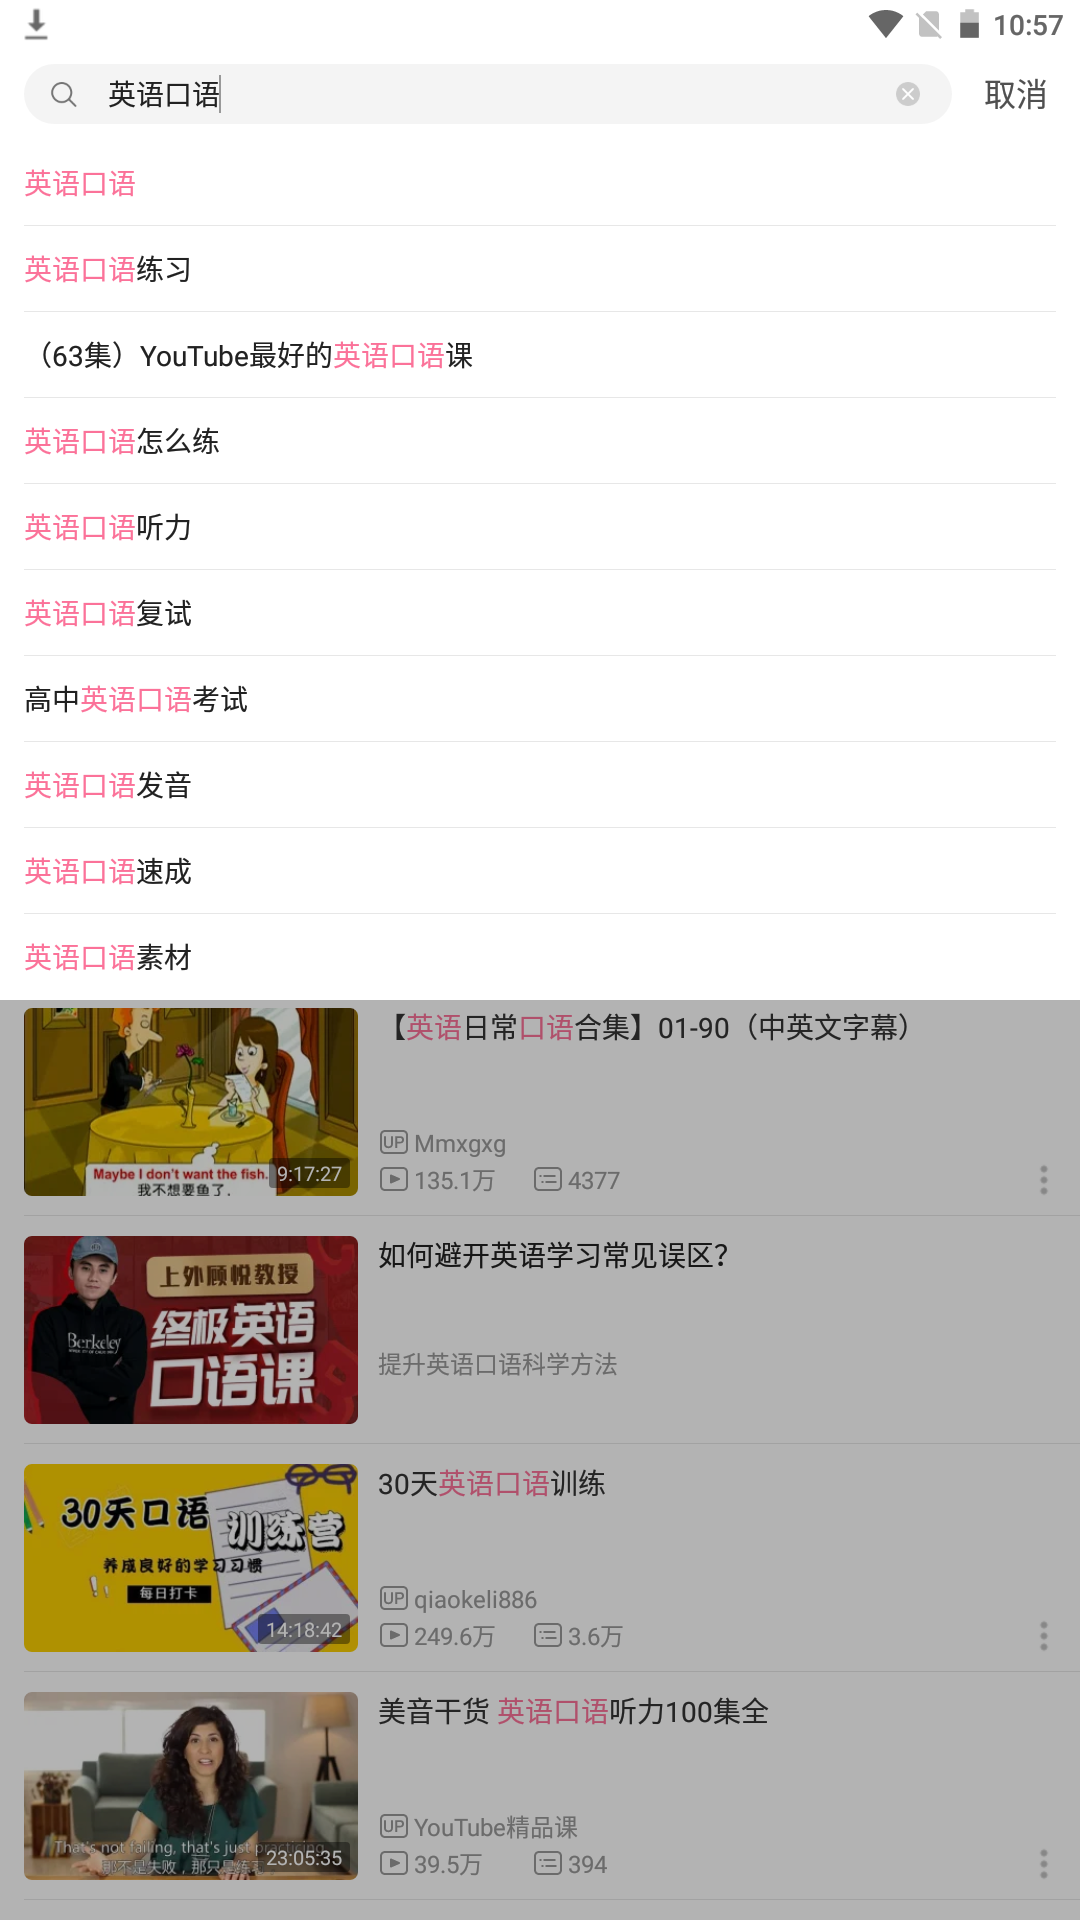 10:57
英语口语
取消
英语口语
英语口语练习
（63集）YouTube最好的英语口语课
英语口语怎么练
英语口语听力
英语口语复试
高中英语口语考试
英语口语发音
英语口语速成
英语口语素材
【英语日常口语合集】01-90（中英文字幕）
Maybe I don't want the fish.
我不想要鱼了.
9:17:27
UP Mmxgxg
135.1万 4377
上外顾悦教授
终极英语
口语课
Berkeley
如何避开英语学习常见误区?
提升英语口语科学方法
30天口语
训练营
养成良好的学习习惯
每日打卡
14:18:42
30天英语口语训练
UP qiaokeli886
249.6万 3.6万
That's not failing, that's just practicing
那不是失败，那只是练习
23:05:35
美音干货 英语口语听力100集全
UP YouTube精品课
39.5万 394